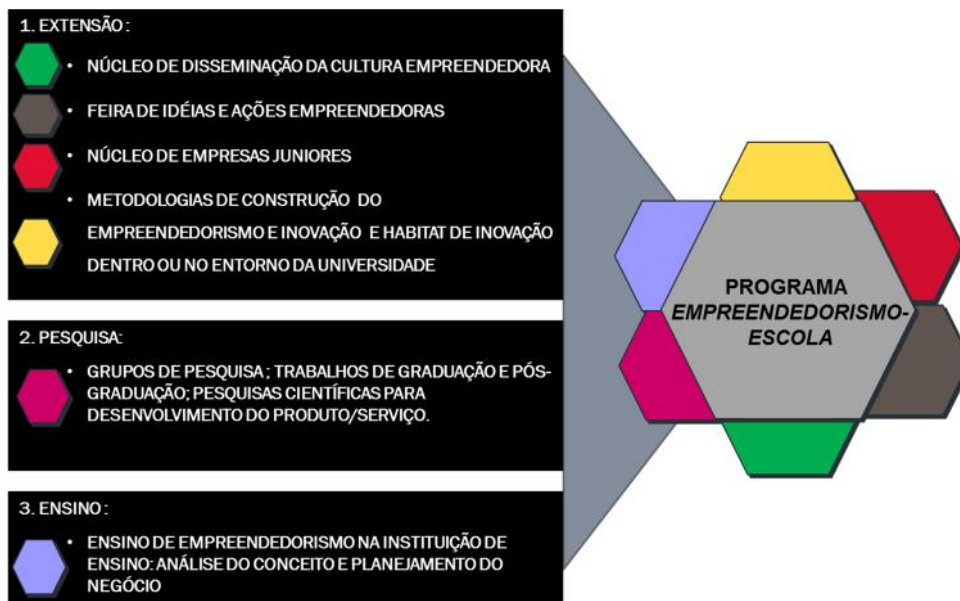 1. EXTENSÃO :
• NÚCLEO DE DISSEMINAÇÃO DA CULTURA EMPREENDEDORA
• FEIRA DE IDÉIAS E AÇÕES EMPREENDEDORAS
• NÚCLEO DE EMPRESAS JUNIORES
• METODOLOGIAS DE CONSTRUÇÃO DO
EMPREENDEDORISMO E INOVAÇÃO E HABITAT DE INOVAÇÃO
DENTRO OU NO ENTORNO DA UNIVERSIDADE
2. PESQUISA:
• GRUPOS DE PESQUISA ; TRABALHOS DE GRADUAÇÃO E PÓS-
GRADUAÇÃO; PESQUISAS CIENTÍFICAS PARA
DESENVOLVIMENTO DO PRODUTO/SERVIÇO.
3. ENSINO :
• ENSINO DE EMPREENDEDORISMO NA INSTITUIÇÃO DE
ENSINO: ANÁLISE DO CONCEITO E PLANEJAMENTO DO
NEGÓCIO
PROGRAMA
EMPREENDEDORISMO-
ESCOLA